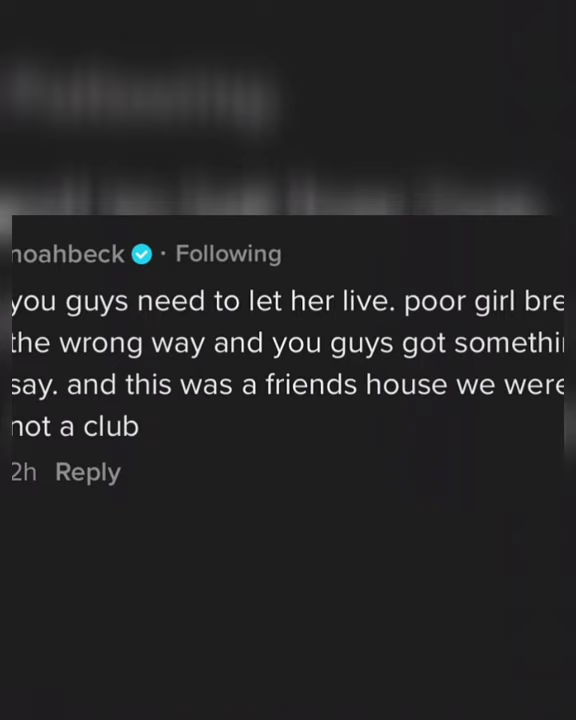 noahbeck · Following
you guys need to let her live. poor girl bre
the wrong way and you guys got somethi
say. and this was a friends house we were
not a club
2h Reply